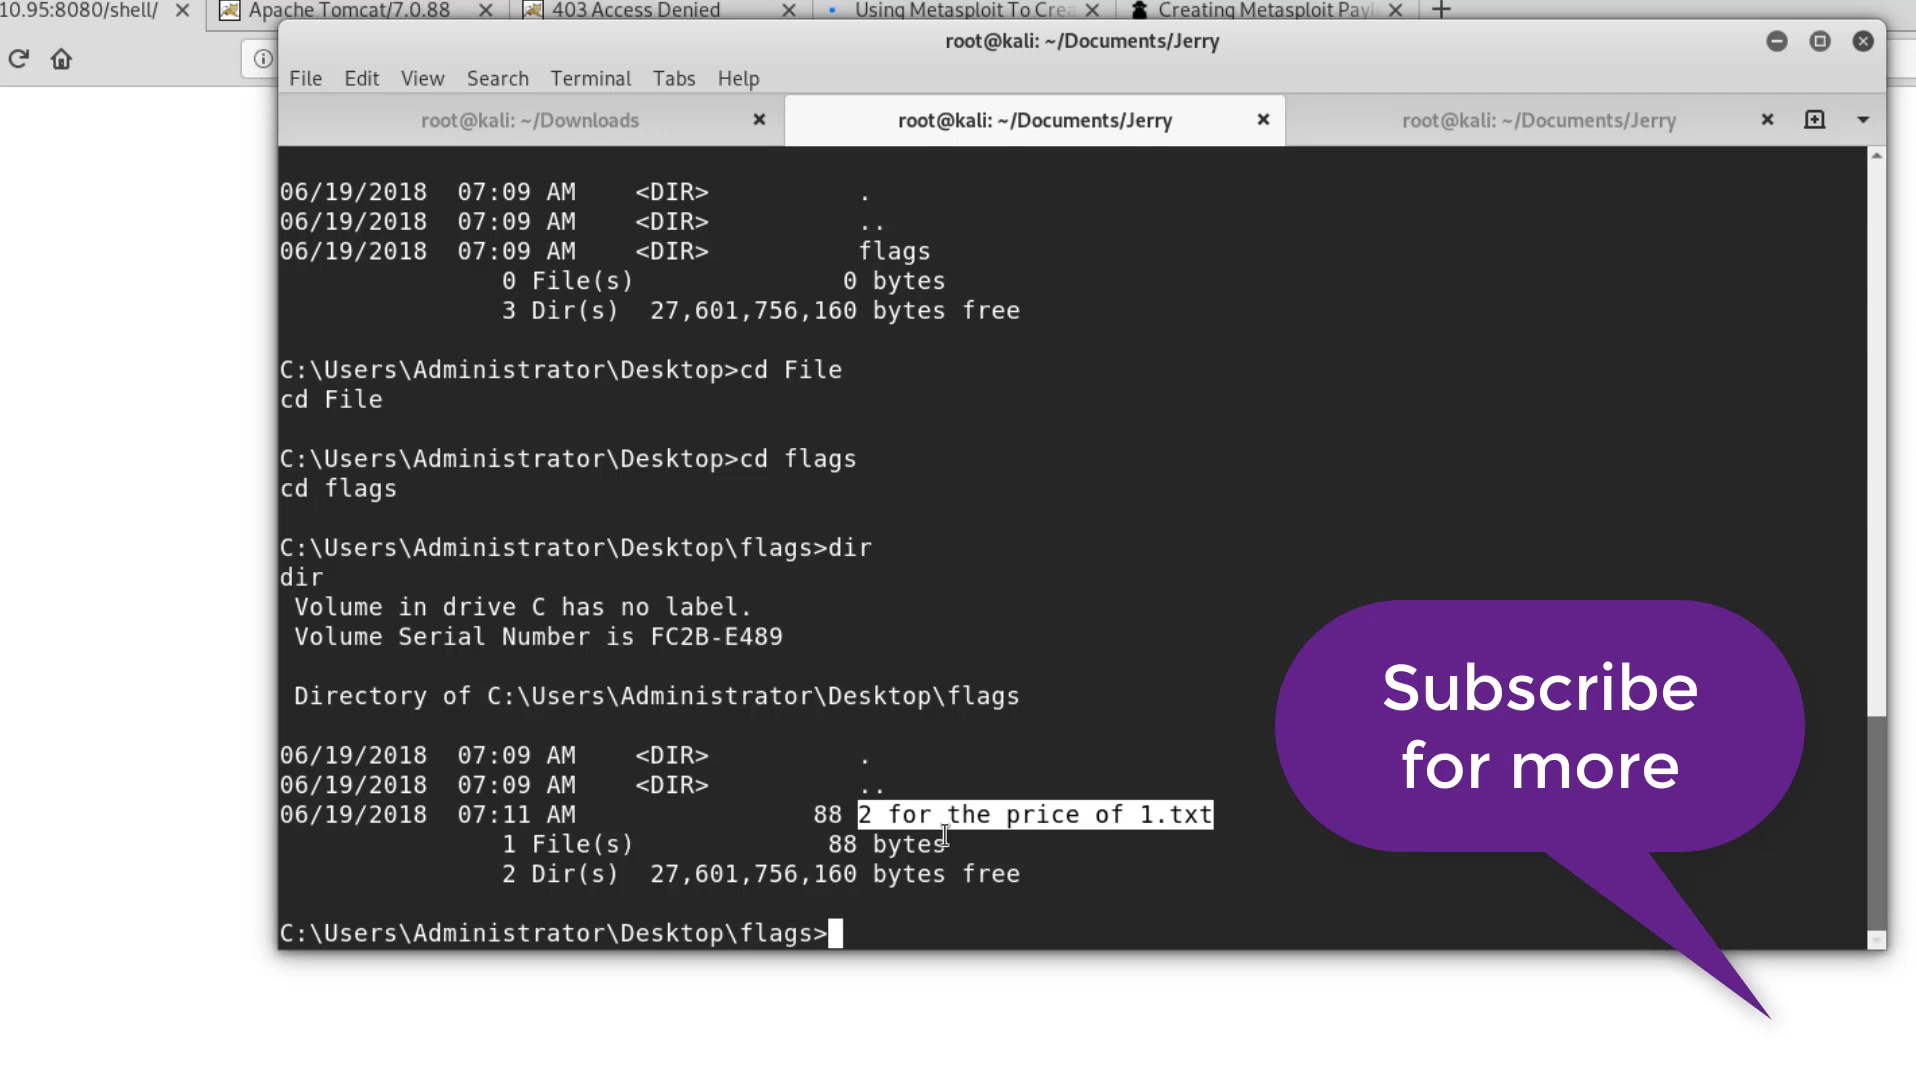 10.95:8080/shell/
Apache Tomcat/7.0.88
403 Access Denied
Using Metasploit To Crea
Creating Metasploit Payl
root@kali: ~/Documents/Jerry
File Edit View Search Terminal Tabs Help
root@kali: ~/Downloads
root@kali: ~/Documents/Jerry
root@kali: ~/Documents/Jerry
06/19/2018  07:09 AM    <DIR>          .
06/19/2018  07:09 AM    <DIR>          ..
06/19/2018  07:09 AM    <DIR>          flags
0 File(s)              0 bytes
3 Dir(s)  27,601,756,160 bytes free
C:\Users\Administrator\Desktop>cd File
cd File
C:\Users\Administrator\Desktop>cd flags
cd flags
C:\Users\Administrator\Desktop\flags>dir
dir
Volume in drive C has no label.
Volume Serial Number is FC2B-E489
Directory of C:\Users\Administrator\Desktop\flags
06/19/2018  07:09 AM    <DIR>          .
06/19/2018  07:09 AM    <DIR>          ..
06/19/2018  07:11 AM                88 2 for the price of 1.txt
1 File(s)             88 bytes
2 Dir(s)  27,601,756,160 bytes free
C:\Users\Administrator\Desktop\flags>
Subscribe
for more